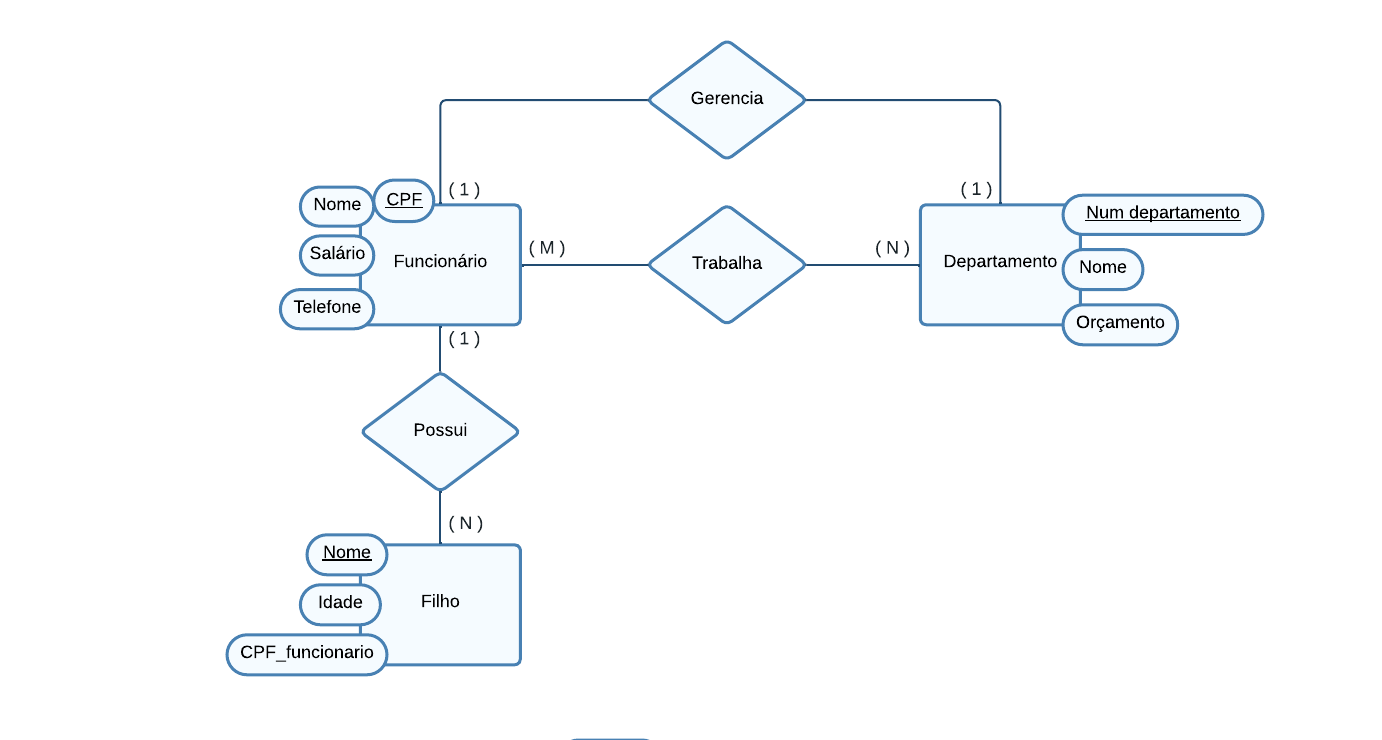 Gerencia
( 1 )
( 1 )
Nome
CPF
Num departamento
Salário
Funcionário
( M )
Trabalha
( N )
Departamento
Nome
Telefone
Orçamento
( 1 )
Possui
( N )
Nome
Idade
Filho
CPF_funcionario